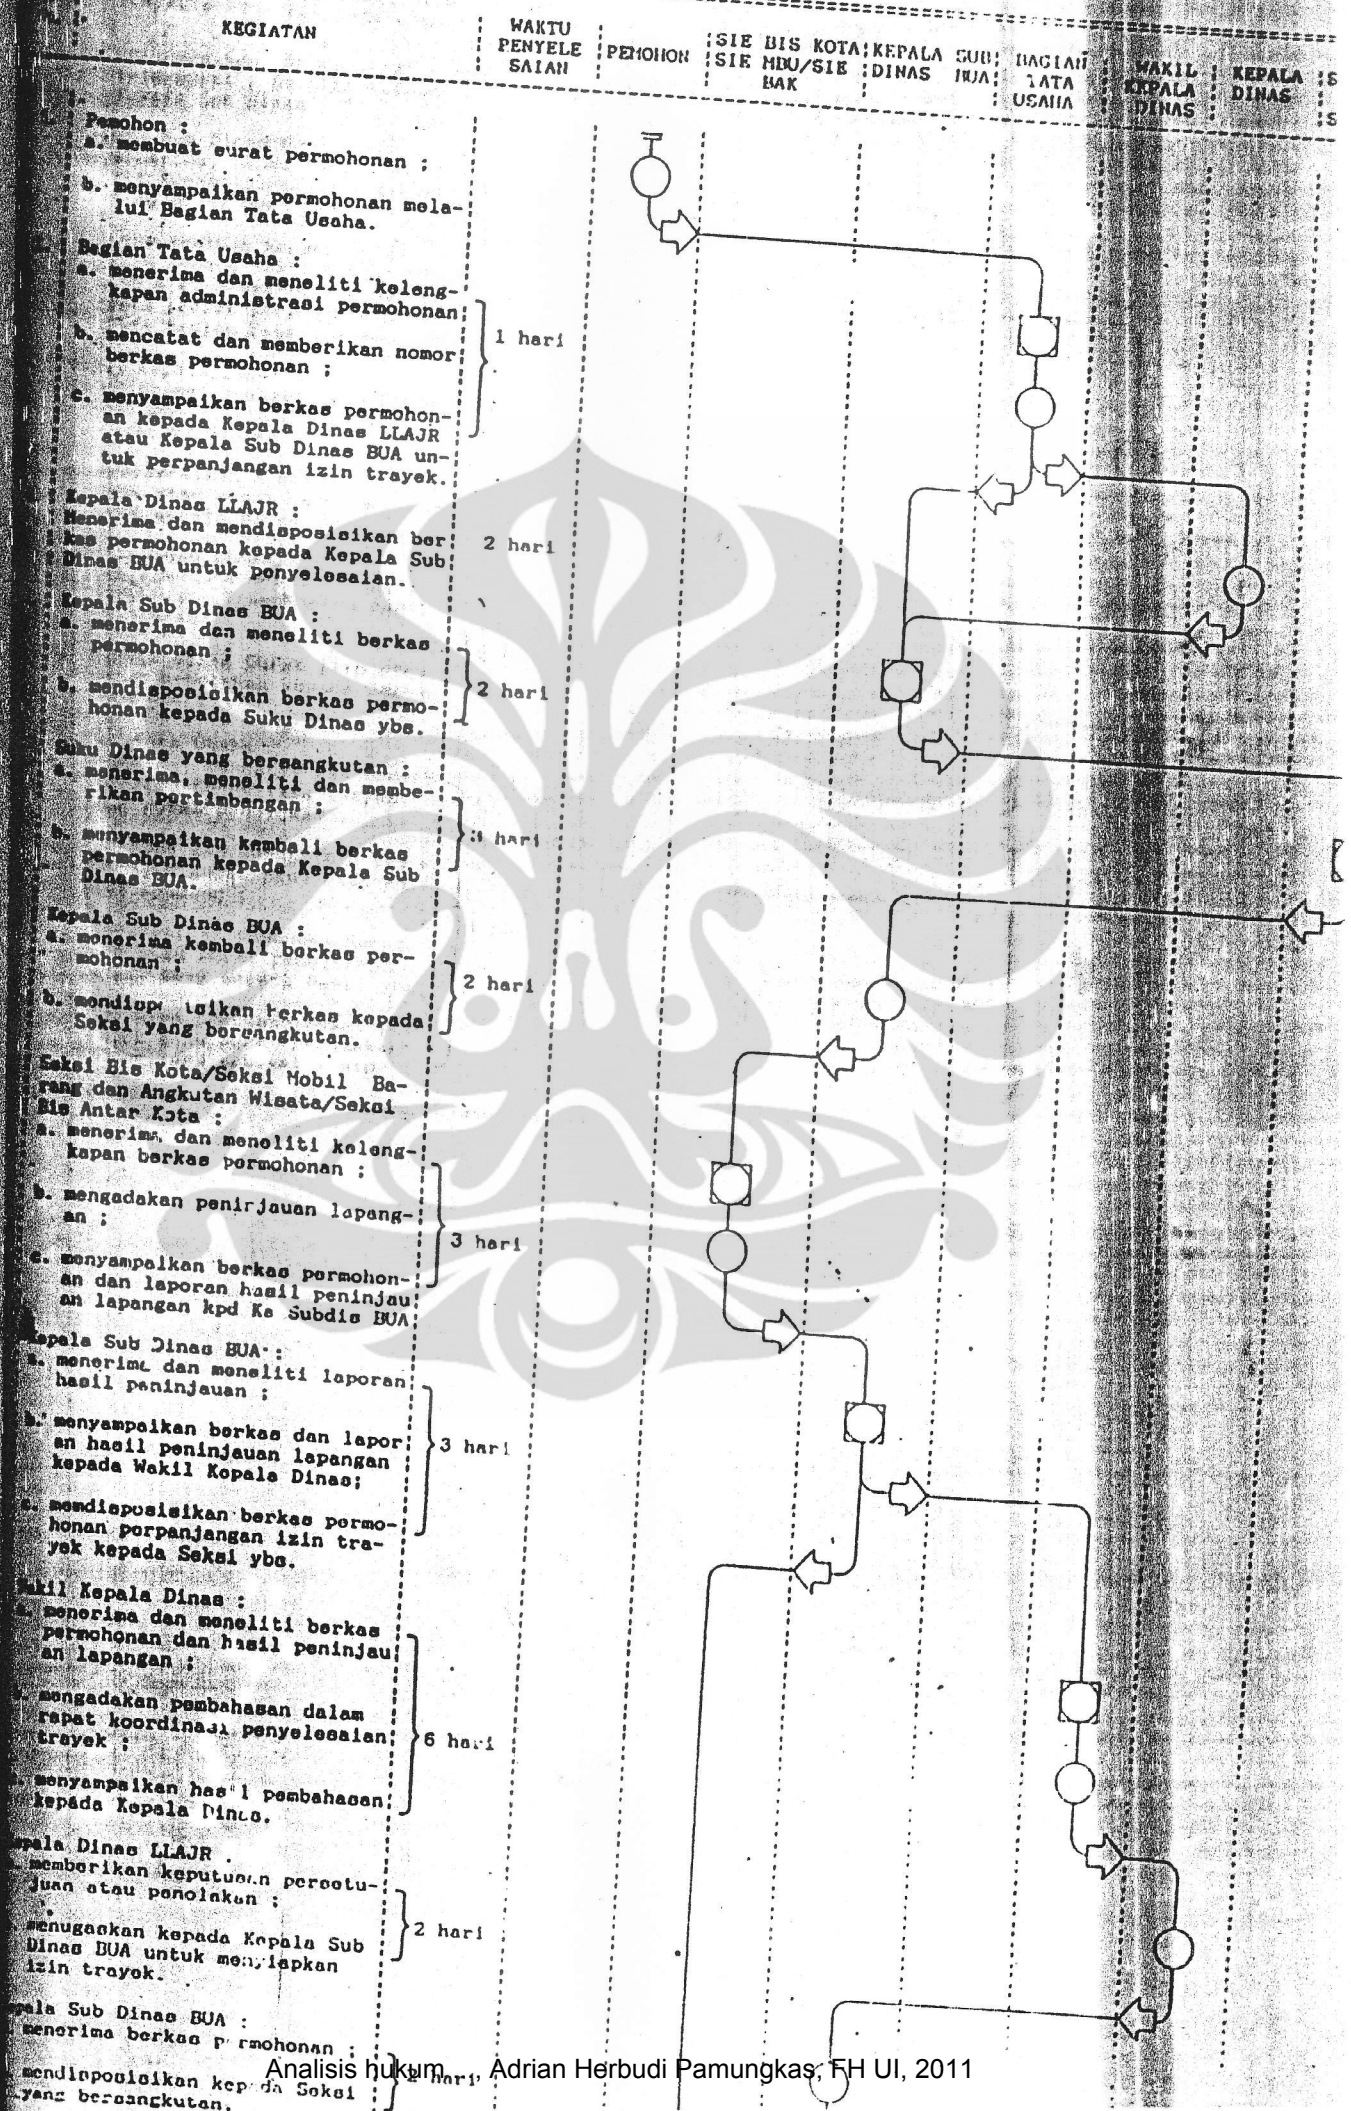 KEGIATAN
WAKTU
PENYELE
SAIAN
PEMOHON
SIE BIS KOTA
SIE MBU/SIE
BAK
KEPALA SUB
DINAS BUA
BAGIAN
TATA
USAHA
WAKIL
KEPALA
DINAS
KEPALA
DINAS
Pemohon :
a. membuat surat permohonan ;
b. menyampaikan permohonan mela-
lui Bagian Tata Usaha.
Bagian Tata Usaha :
a. menerima dan meneliti keleng-
kapan administrasi permohonan
b. mencatat dan memberikan nomor
berkas permohonan ;
1 hari
c. menyampaikan berkas permohon-
an kepada Kepala Dinas LLAJR
atau Kepala Sub Dinas BUA un-
tuk perpanjangan izin trayek.
Kepala Dinas LLAJR :
Menerima dan mendisposisikan ber
kas permohonan kepada Kepala Sub
Dinas BUA untuk penyelesaian.
2 hari
Kepala Sub Dinas BUA :
a. menerima dan meneliti berkas
permohonan ;
b. mendisposisikan berkas permo-
honan kepada Suku Dinas ybs.
2 hari
Suku Dinas yang bersangkutan :
a. menerima, meneliti dan membe-
rikan pertimbangan ;
b. menyampaikan kembali berkas
permohonan kepada Kepala Sub
Dinas BUA.
3 hari
Kepala Sub Dinas BUA :
a. menerima kembali berkas per-
mohonan ;
b. mendisp isikan berkas kepada
Seksi yang bersangkutan.
2 hari
Seksi Bis Kota/Seksi Mobil Ba-
rang dan Angkutan Wisata/Seksi
Bis Antar Kota :
a. menerima dan meneliti keleng-
kapan berkas permohonan ;
b. mengadakan peninjauan lapang-
an ;
3 hari
c. menyampaikan berkas permohon-
an dan laporan hasil peninjau
an lapangan kpd Ka Subdis BUA
Kepala Sub Dinas BUA :
a. menerima dan meneliti laporan
hasil peninjauan ;
b. menyampaikan berkas dan lapor
an hasil peninjauan lapangan
kepada Wakil Kepala Dinas;
3 hari
c. mendisposisikan berkas permo-
honan perpanjangan izin tra-
yek kepada Seksi ybs.
Wakil Kepala Dinas :
a. menerima dan meneliti berkas
permohonan dan hasil peninjau
an lapangan ;
mengadakan pembahasan dalam
rapat koordinasi penyelesaian
trayek ;
6 hari
menyampaikan hasil pembahasan
kepada Kepala Dinas.
Kepala Dinas LLAJR
memberikan keputusan persetu-
juan atau penolakan ;
menugaskan kepada Kepala Sub
Dinas BUA untuk menyiapkan
izin trayek.
2 hari
Kepala Sub Dinas BUA :
menerima berkas permohonan ;
mendisposisikan kepada Seksi
yang bersangkutan.
2 hari
Analisis hukum..., Adrian Herbudi Pamungkas, FH UI, 2011